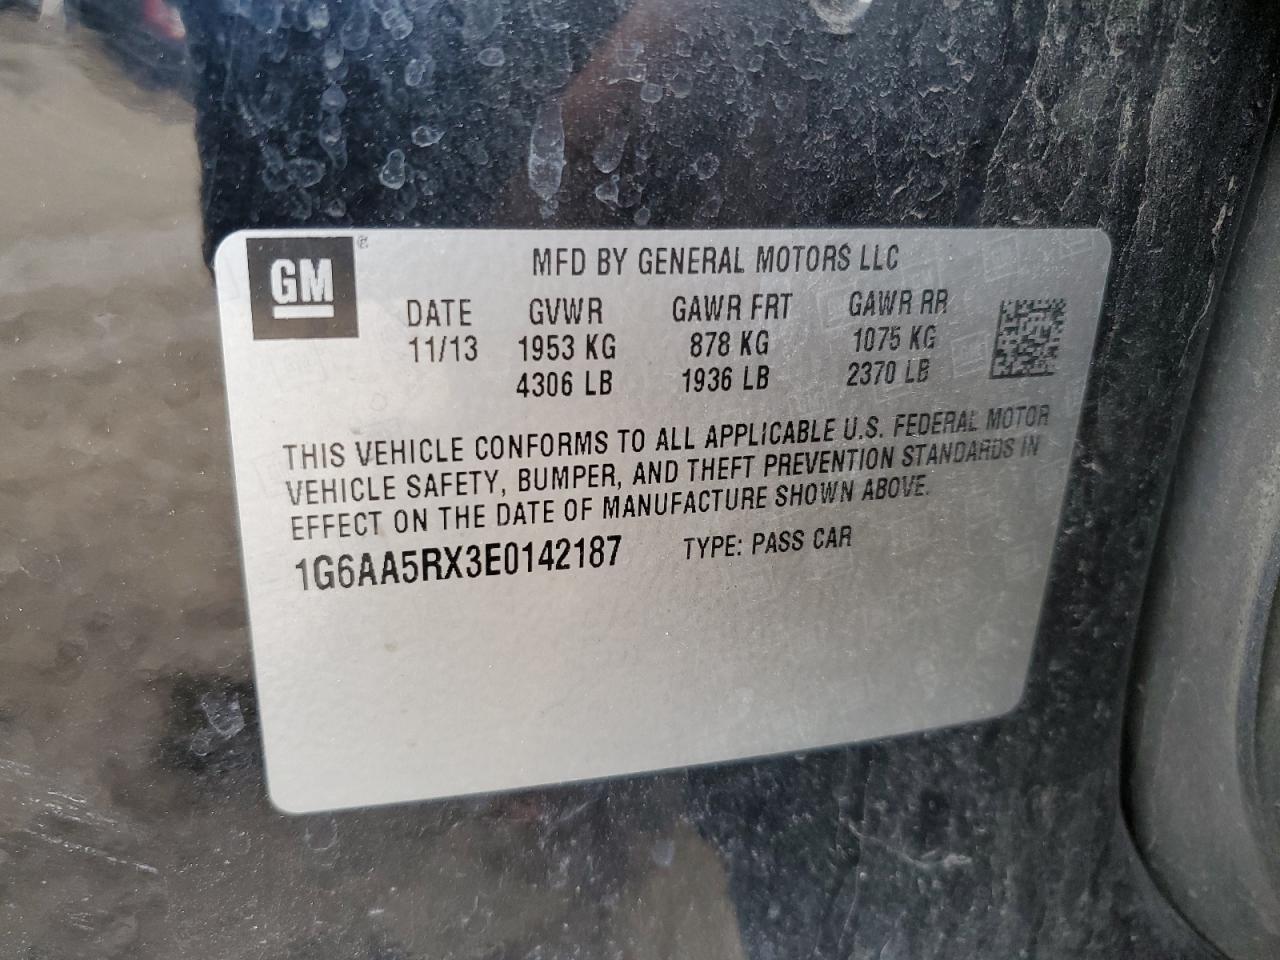 GM ®
MFD BY GENERAL MOTORS LLC
DATE GVWR GAWR FRT GAWR RR
11/13 1953 KG 878 KG 1075 KG
4306 LB 1936 LB 2370 LB
THIS VEHICLE CONFORMS TO ALL APPLICABLE U.S. FEDERAL MOTOR
VEHICLE SAFETY, BUMPER, AND THEFT PREVENTION STANDARDS IN
EFFECT ON THE DATE OF MANUFACTURE SHOWN ABOVE.
1G6AA5RX3E0142187 TYPE: PASS CAR